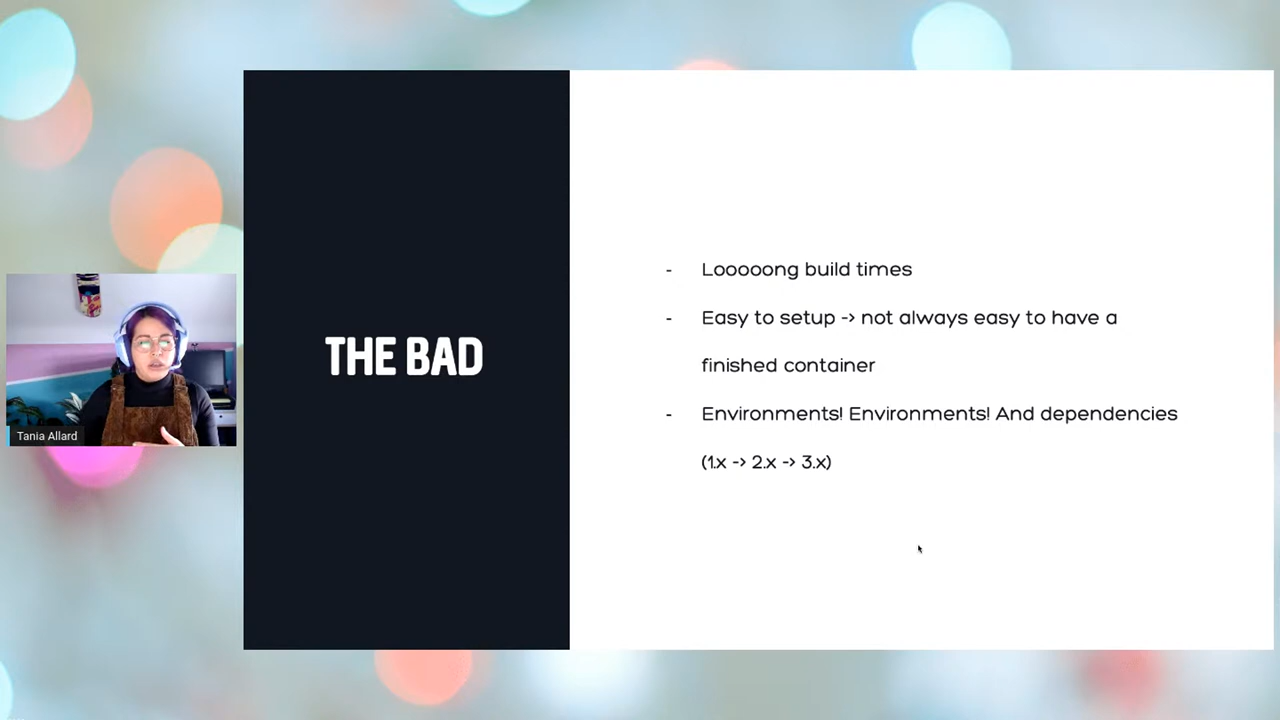 Tania Allard
THE BAD
- Looooong build times
- Easy to setup -> not always easy to have a
finished container
- Environments! Environments! And dependencies
(1.x -> 2.x -> 3.x)